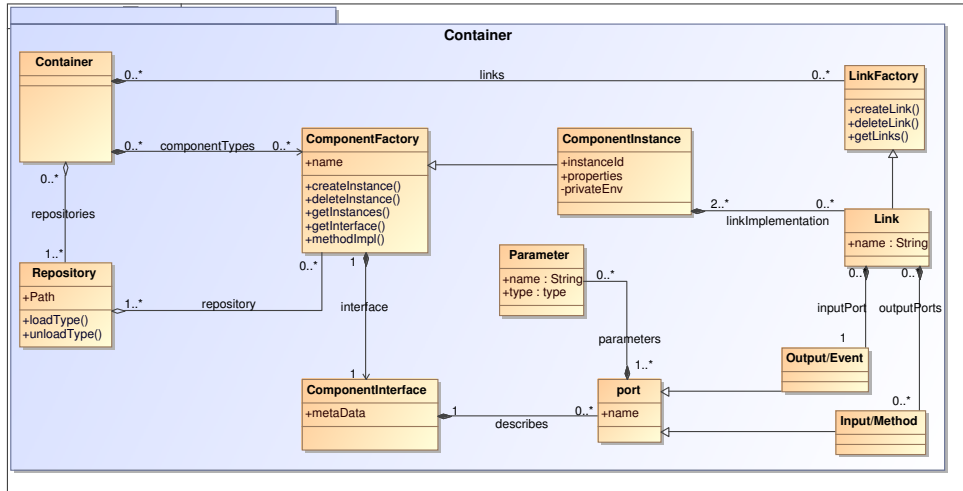 Container
Container
0..*
links
0..*
LinkFactory
+createLink()
+deleteLink()
+getLinks()
0..*
componentTypes
0..*
ComponentFactory
+name
+createInstance()
+deleteInstance()
+getInstances()
+getInterface()
+methodImpl()
ComponentInstance
+instanceId
+properties
-privateEnv
0..*
repositories
1..*
2..*
linkImplementation
0..*
Link
+name : String
Repository
+Path
+loadType()
+unloadType()
1..*
repository
0..*
1
interface
1
Parameter
+name : String
+type : type
0..*
parameters
1..*
0..*
inputPort
1
0..*
outputPorts
0..*
Output/Event
ComponentInterface
+metaData
1
describes
0..*
port
+name
Input/Method